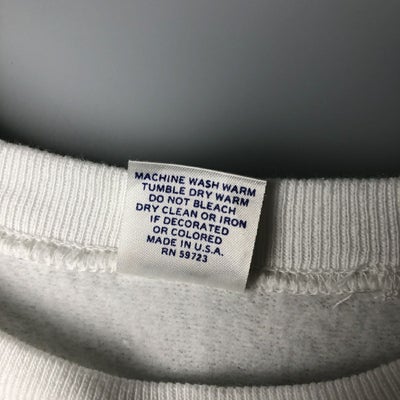 MACHINE WASH WARM
TUMBLE DRY WARM
DO NOT BLEACH
DRY CLEAN OR IRON
IF DECORATED
OR COLORED
MADE IN U.S.A.
RN 59723